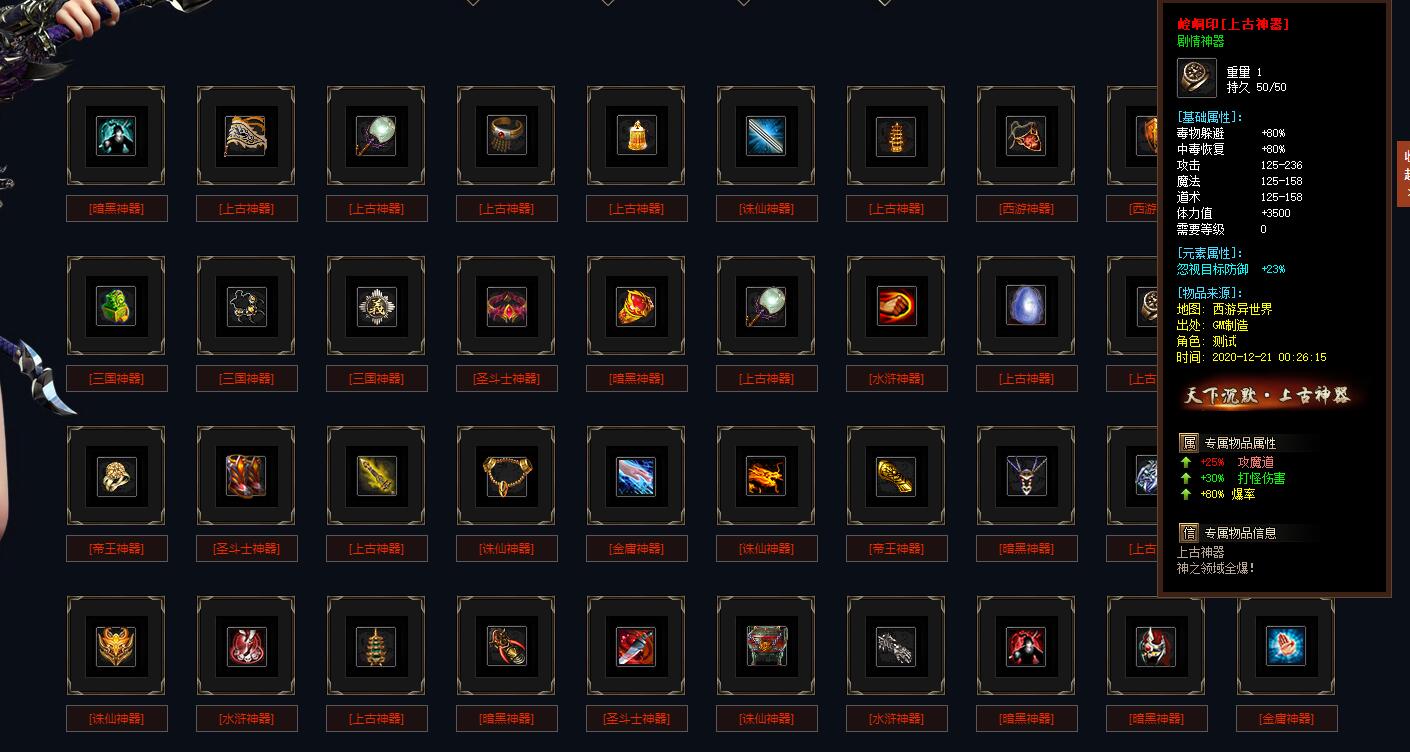 [暗黑神器] [上古神器] [上古神器] [上古神器] [上古神器] [诛仙神器] [上古神器] [西游神器] [西游
[三国神器] [三国神器] [三国神器] [圣斗士神器] [暗黑神器] [上古神器] [水浒神器] [上古神器] [上古
[帝王神器] [圣斗士神器] [上古神器] [诛仙神器] [金庸神器] [诛仙神器] [帝王神器] [暗黑神器] [上古
[诛仙神器] [水浒神器] [上古神器] [暗黑神器] [圣斗士神器] [诛仙神器] [水浒神器] [暗黑神器] [暗黑神器] [金庸神器]
義
崆峒印[上古神器]
剧情神器
重量 1
持久 50/50
[基础属性]:
毒物躲避 +80%
中毒恢复 +80%
攻击 125-236
魔法 125-158
道术 125-158
体力值 +3500
需要等级 0
[元素属性]:
忽视目标防御 +23%
[物品来源]:
地图: 西游异世界
出处: GM制造
角色: 测试
时间: 2020-12-21 00:26:15
天下沉默·上古神器
属 专属物品属性
+25% 攻魔道
+30% 打怪伤害
+80% 爆率
信 专属物品信息
上古神器
神之领域全爆!